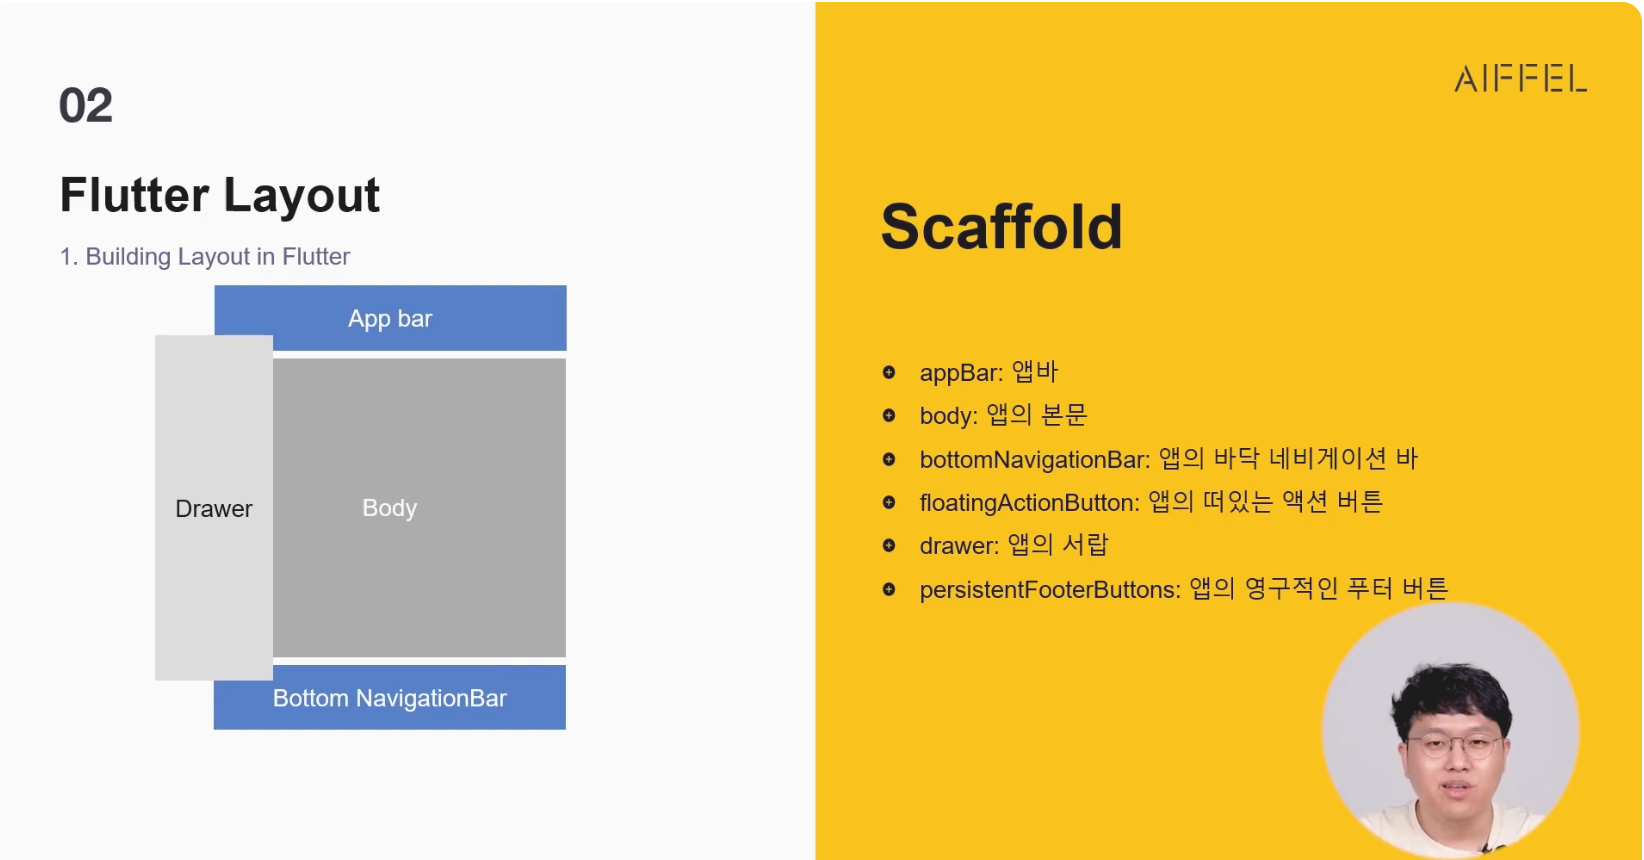 02
Flutter Layout
1. Building Layout in Flutter
App bar
Drawer
Body
Bottom NavigationBar
AIFFEL
Scaffold
appBar: 앱바
body: 앱의 본문
bottomNavigationBar: 앱의 바닥 네비게이션 바
floatingActionButton: 앱의 떠있는 액션 버튼
drawer: 앱의 서랍
persistentFooterButtons: 앱의 영구적인 푸터 버튼